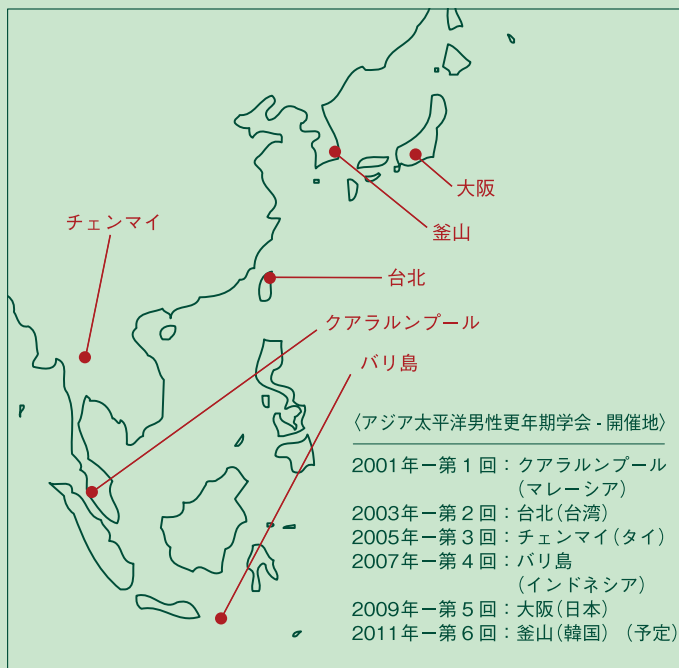 大阪
釜山
チェンマイ
台北
クアラルンプール
バリ島
〈アジア太平洋男性更年期学会 - 開催地〉
2001年ー第1回：クアラルンプール
（マレーシア）
2003年ー第2回：台北（台湾）
2005年ー第3回：チェンマイ（タイ）
2007年ー第4回：バリ島
（インドネシア）
2009年ー第5回：大阪（日本）
2011年ー第6回：釜山（韓国）（予定）